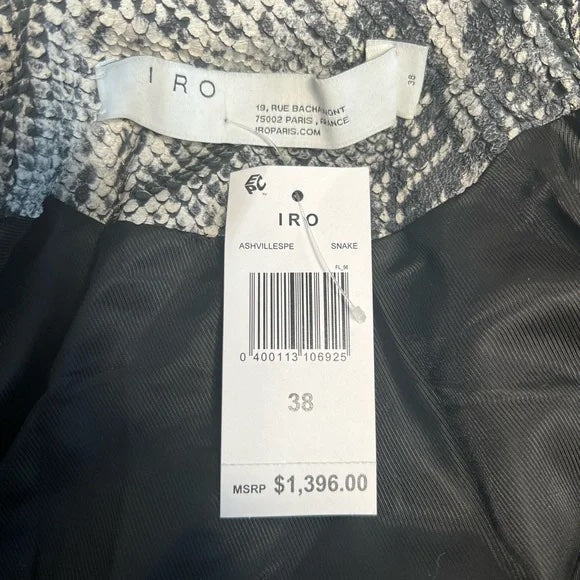 IRO
19, RUE BACHAUMONT
75002 PARIS, FRANCE
IROPARIS.COM
38
IRO
ASHVILLESPE SNAKE
FL_M
0 400113 106925
38
MSRP $1,396.00